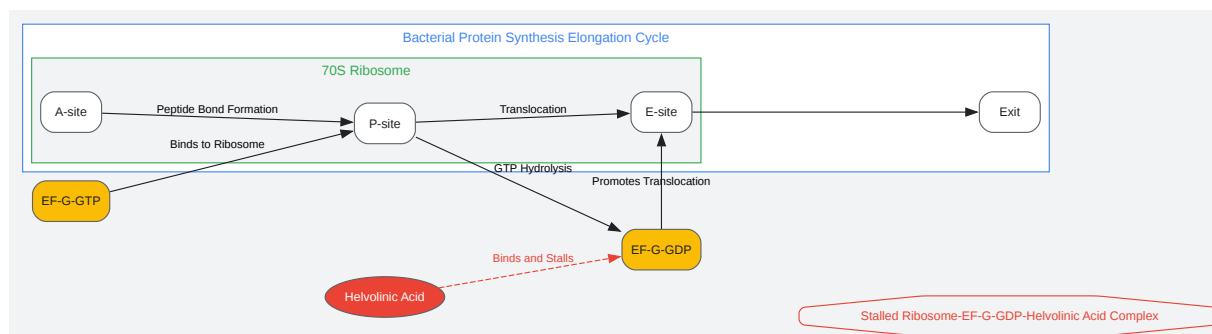 Bacterial Protein Synthesis Elongation Cycle
70S Ribosome
A-site
Peptide Bond Formation
P-site
Translocation
E-site
Exit
Binds to Ribosome
GTP Hydrolysis
Promotes Translocation
EF-G-GTP
EF-G-GDP
Binds and Stalls
Helvolinic Acid
Stalled Ribosome-EF-G-GDP-Helvolinic Acid Complex